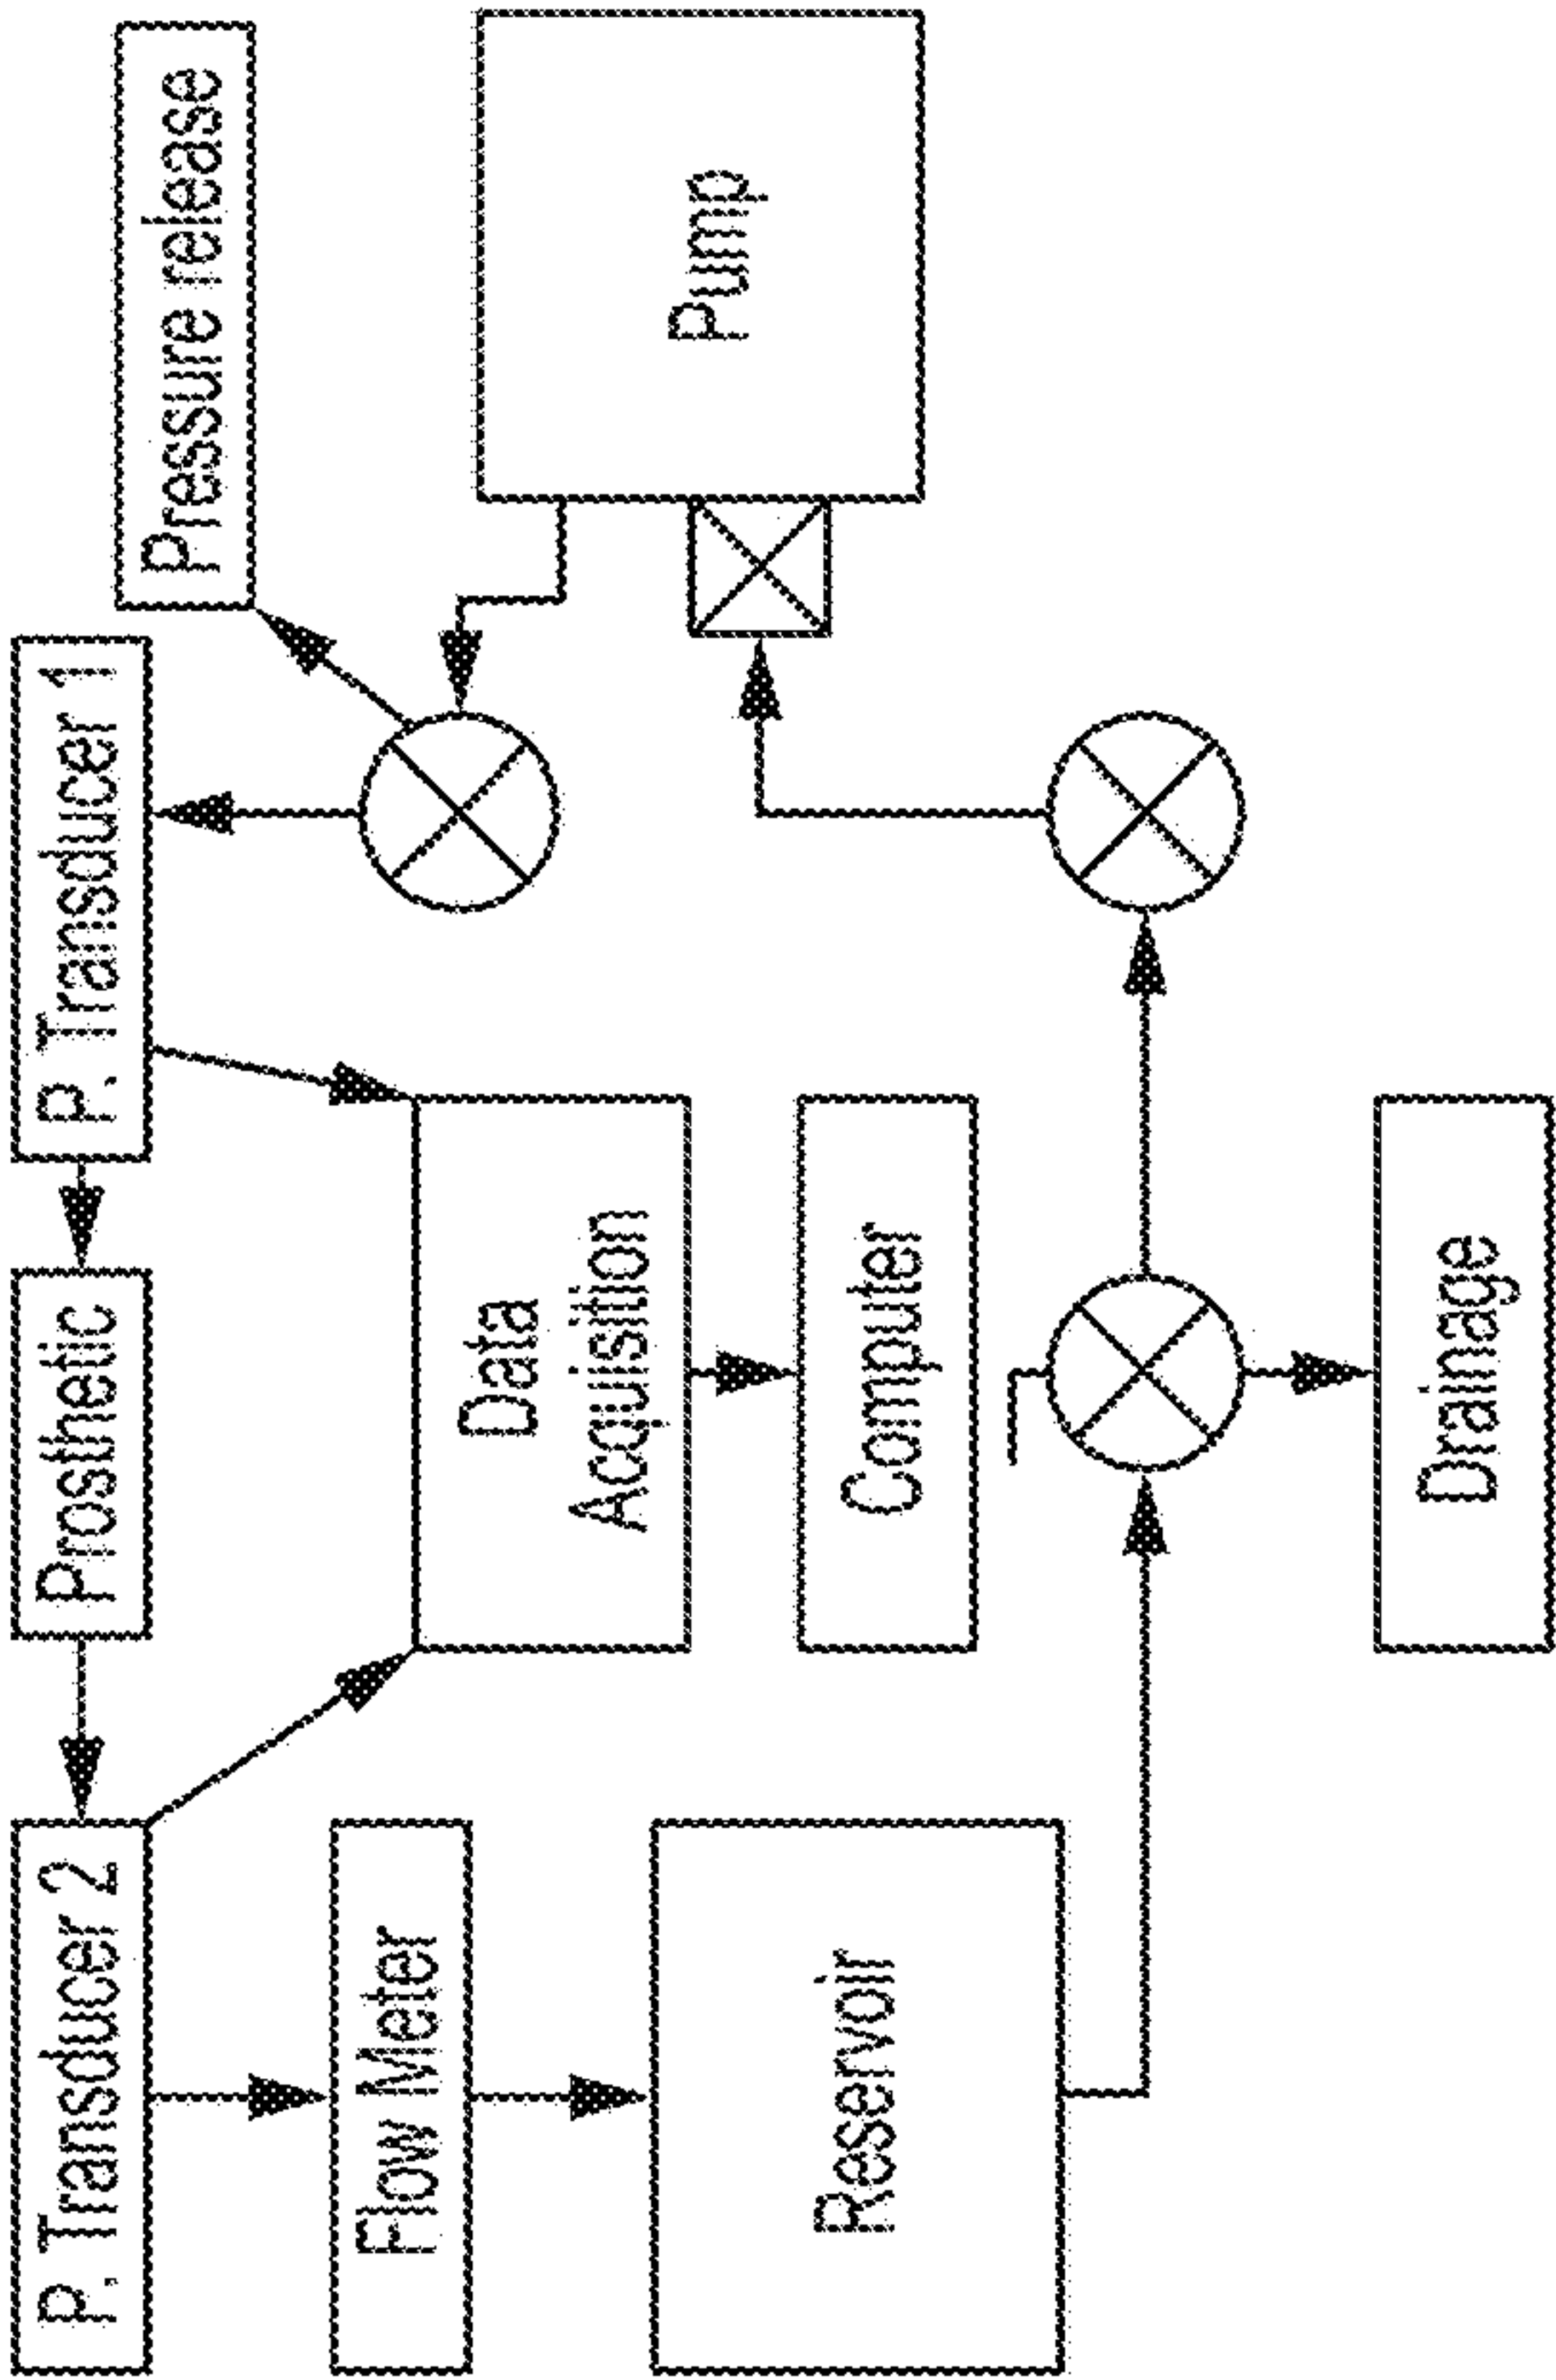 P. Transducer 2
Prosthetic
P. Transducer 1
Pressure release
Flow Meter
Data
Acquisition
Pump
Reservoir
Computer
Drainage